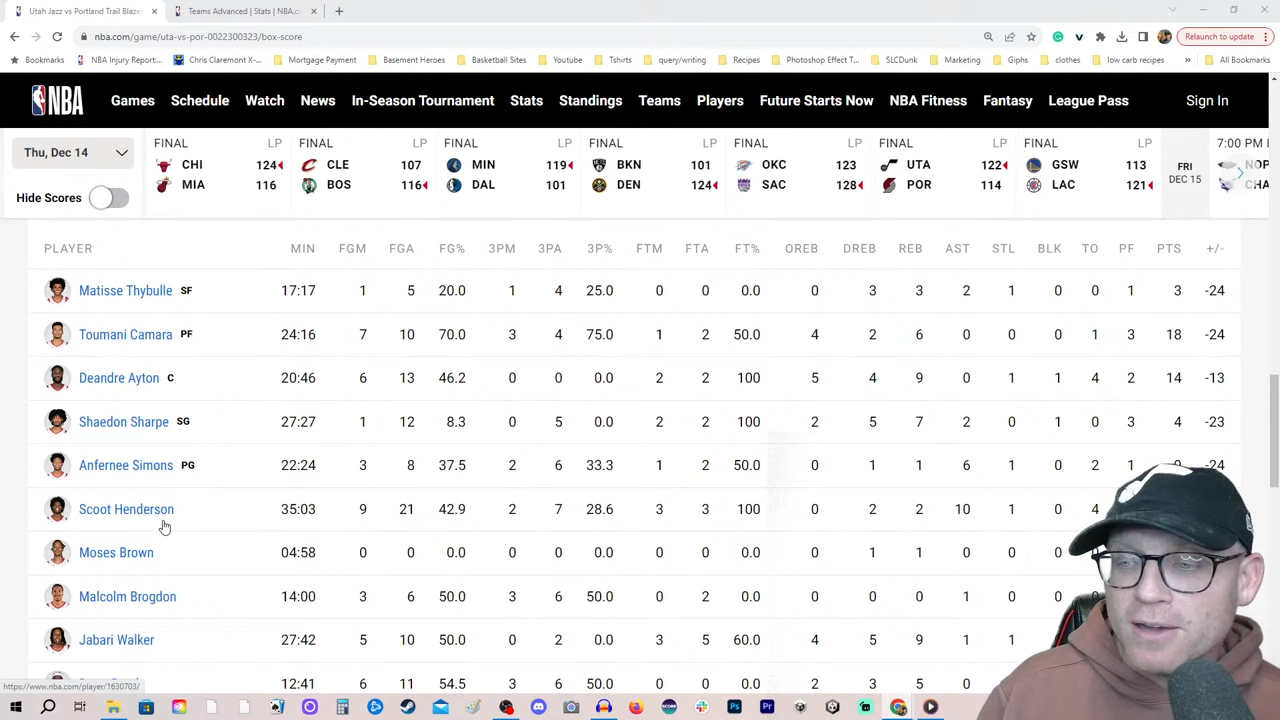 Utah Jazz vs Portland Trail Blaze × Teams Advanced | Stats | NBA.c × +
nba.com/game/uta-vs-por-0022300323/box-score Relaunch to update
Bookmarks NBA Injury Report:... Chris Claremont X-... Mortgage Payment Basement Heroes Basketball Sites Youtube Tshirts query/writing Recipes Photoshop Effect T... SLCDunk Marketing Giphs clothes low carb recipes » All Bookmarks
NBA Games Schedule Watch News In-Season Tournament Stats Standings Teams Players Future Starts Now NBA Fitness Fantasy League Pass Sign In
Thu, Dec 14
Hide Scores
FINAL LP
CHI 124
MIA 116
FINAL LP
CLE 107
BOS 116
FINAL LP
MIN 119
DAL 101
FINAL LP
BKN 101
DEN 124
FINAL LP
OKC 123
SAC 128
FINAL LP
UTA 122
POR 114
FINAL LP
GSW 113
LAC 121
FRI
DEC 15
7:00 PM
NOP
CHA
PLAYER MIN FGM FGA FG% 3PM 3PA 3P% FTM FTA FT% OREB DREB REB AST STL BLK TO PF PTS +/-
Matisse Thybulle SF 17:17 1 5 20.0 1 4 25.0 0 0 0.0 0 3 3 2 1 0 0 1 3 -24
Toumani Camara PF 24:16 7 10 70.0 3 4 75.0 1 2 50.0 4 2 6 0 0 0 1 3 18 -24
Deandre Ayton C 20:46 6 13 46.2 0 0 0.0 2 2 100 5 4 9 0 1 1 4 2 14 -13
Shaedon Sharpe SG 27:27 1 12 8.3 0 5 0.0 2 2 100 2 5 7 2 0 1 0 3 4 -23
Anfernee Simons PG 22:24 3 8 37.5 2 6 33.3 1 2 50.0 0 1 1 6 1 0 2 1 9 -24
Scoot Henderson 35:03 9 21 42.9 2 7 28.6 3 3 100 0 2 2 10 1 0 4
Moses Brown 04:58 0 0 0.0 0 0 0.0 0 0 0.0 0 1 1 0 0 0
Malcolm Brogdon 14:00 3 6 50.0 3 6 50.0 0 2 0.0 0 0 0 1 0 0
Jabari Walker 27:42 5 10 50.0 0 2 0.0 3 5 60.0 4 5 9 1 1
12:41 6 11 54.5 3 6 50.0 0 0 0.0 2 3 5 0
https://www.nba.com/player/1630703/